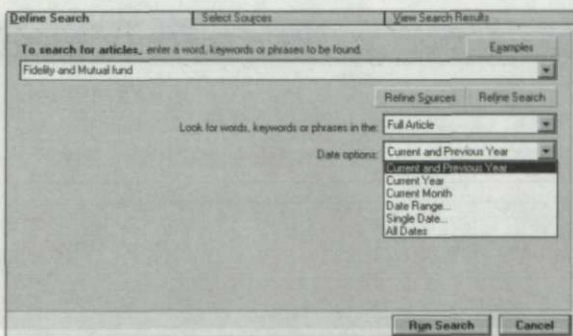 Define Search Select Sources View Search Results
To search for articles, enter a word, keywords or phrases to be found. Examples
Fidelity and Mutual fund
Refine Sources Refine Search
Look for words, keywords or phrases in the: Full Article
Date options: Current and Previous Year
Current and Previous Year
Current Year
Current Month
Date Range...
Single Date...
All Dates
Run Search Cancel